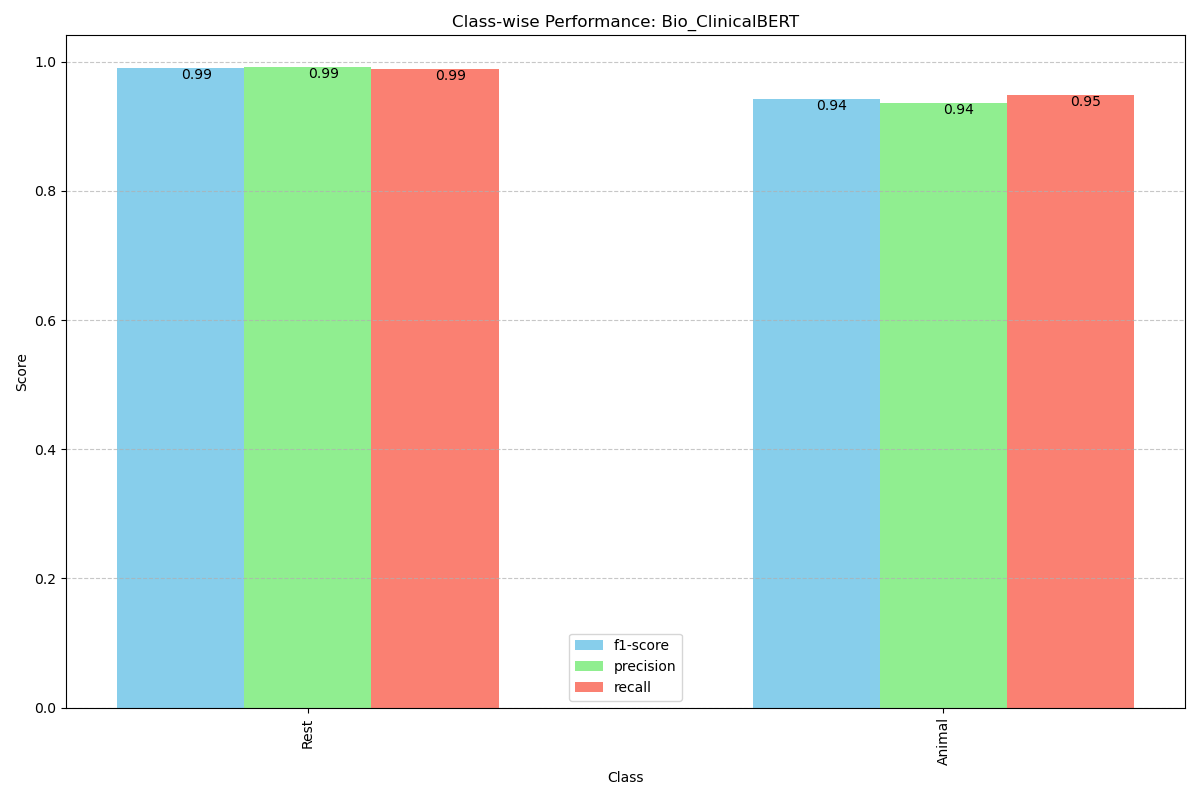 Class-wise Performance: Bio_ClinicalBERT
1.0
0.8
0.6
0.4
0.2
0.0
Score
0.99
0.99
0.99
0.94
0.94
0.95
f1-score
precision
recall
Rest
Animal
Class